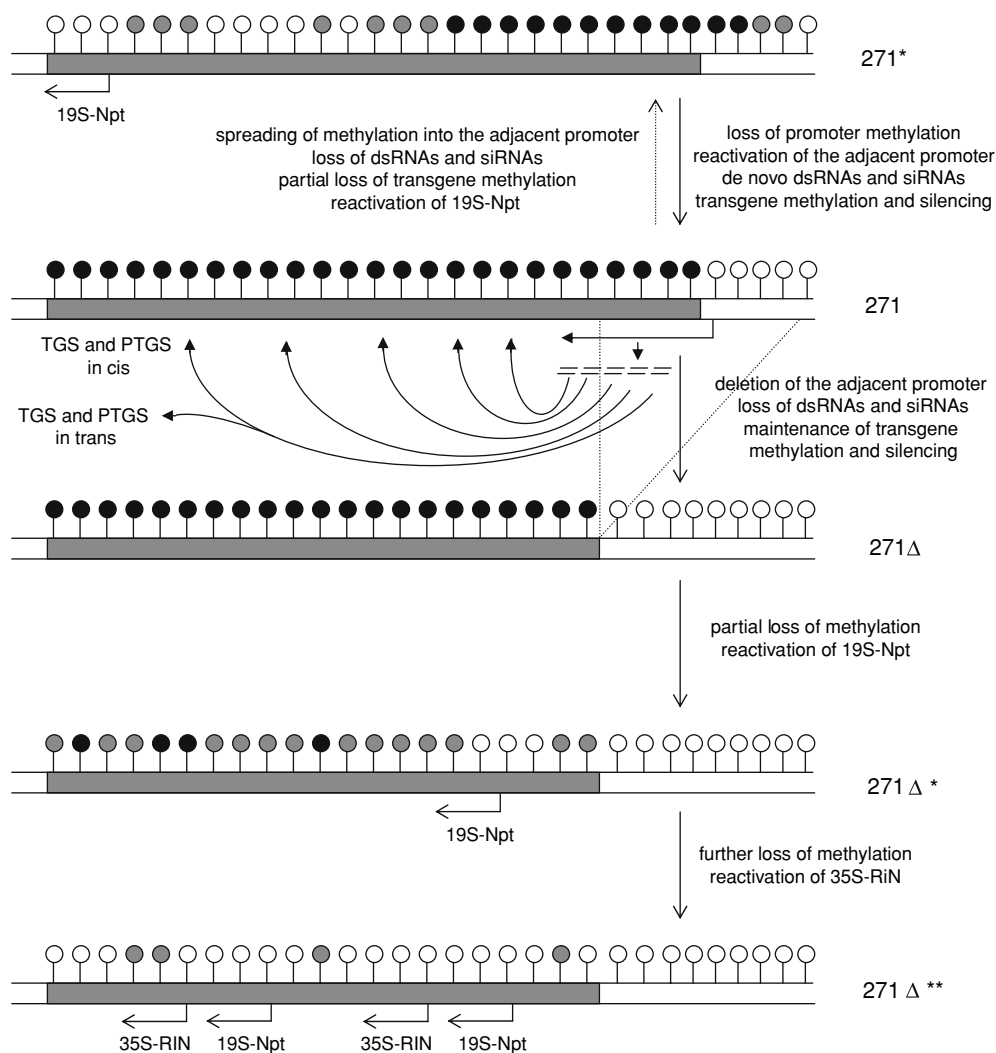 271*
19S-Npt
spreading of methylation into the adjacent promoter
loss of dsRNAs and siRNAs
partial loss of transgene methylation
reactivation of 19S-Npt
loss of promoter methylation
reactivation of the adjacent promoter
de novo dsRNAs and siRNAs
transgene methylation and silencing
271
TGS and PTGS
in cis
TGS and PTGS
in trans
deletion of the adjacent promoter
loss of dsRNAs and siRNAs
maintenance of transgene
methylation and silencing
271Δ
partial loss of methylation
reactivation of 19S-Npt
271 Δ *
19S-Npt
further loss of methylation
reactivation of 35S-RiN
271 Δ **
35S-RIN
19S-Npt
35S-RIN
19S-Npt